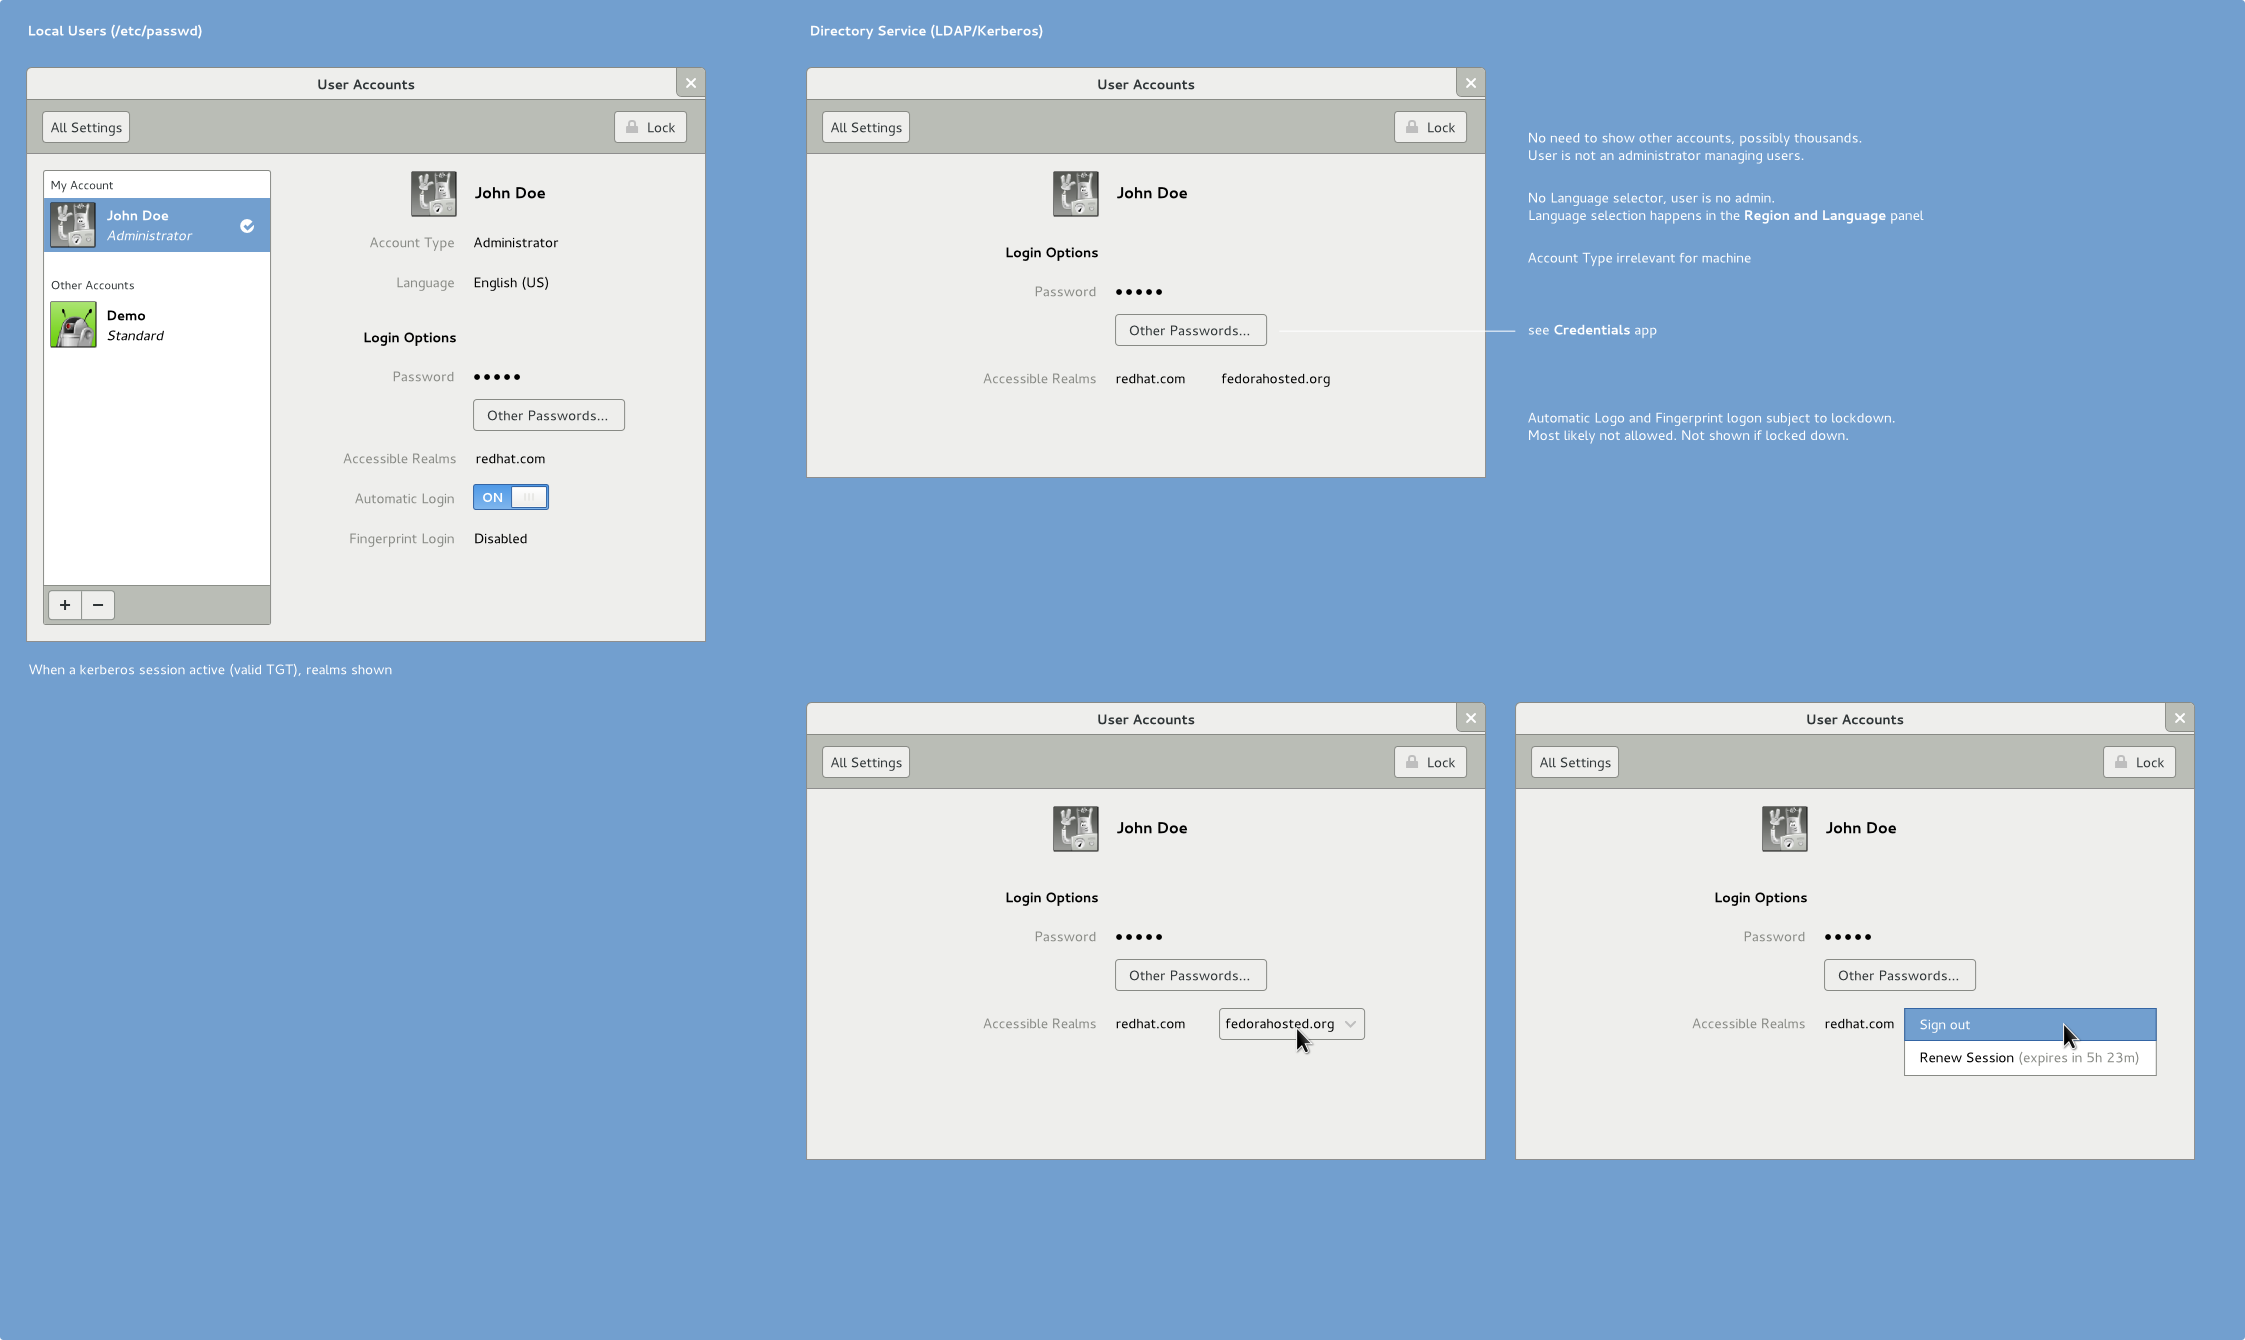 Local Users (/etc/passwd)
User Accounts
All Settings
Lock
My Account
John Doe
Administrator
Other Accounts
Demo
Standard
John Doe
Account Type Administrator
Language English (US)
Login Options
Password •••••
Other Passwords...
Accessible Realms redhat.com
Automatic Login ON
Fingerprint Login Disabled
+ −
When a kerberos session active (valid TGT), realms shown
Directory Service (LDAP/Kerberos)
User Accounts
All Settings
Lock
John Doe
Login Options
Password •••••
Other Passwords...
Accessible Realms redhat.com fedorahosted.org
No need to show other accounts, possibly thousands.
User is not an administrator managing users.
No Language selector, user is no admin.
Language selection happens in the Region and Language panel
Account Type irrelevant for machine
see Credentials app
Automatic Logo and Fingerprint logon subject to lockdown.
Most likely not allowed. Not shown if locked down.
User Accounts
All Settings
Lock
John Doe
Login Options
Password •••••
Other Passwords...
Accessible Realms redhat.com fedorahosted.org
User Accounts
All Settings
Lock
John Doe
Login Options
Password •••••
Other Passwords...
Accessible Realms redhat.com
Sign out
Renew Session (expires in 5h 23m)